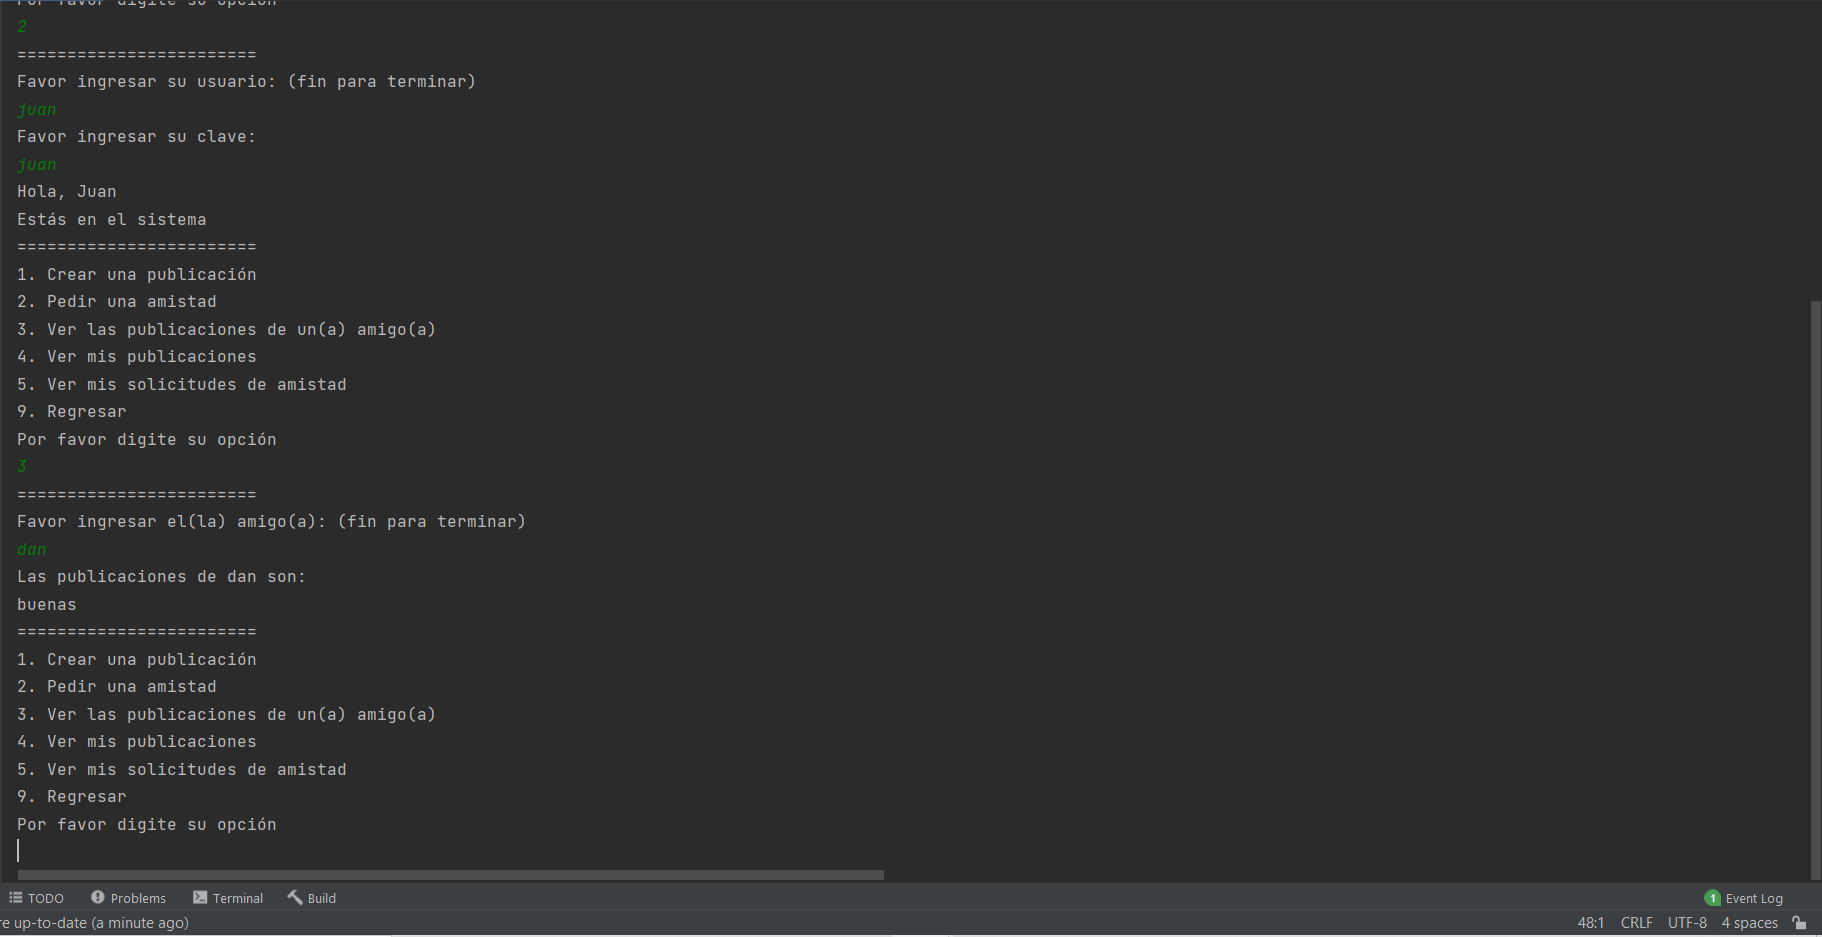 Por favor digite su opción
2
========================
Favor ingresar su usuario: (fin para terminar)
juan
Favor ingresar su clave:
juan
Hola, Juan
Estás en el sistema
========================
1. Crear una publicación
2. Pedir una amistad
3. Ver las publicaciones de un(a) amigo(a)
4. Ver mis publicaciones
5. Ver mis solicitudes de amistad
9. Regresar
Por favor digite su opción
3
========================
Favor ingresar el(la) amigo(a): (fin para terminar)
dan
Las publicaciones de dan son:
buenas
========================
1. Crear una publicación
2. Pedir una amistad
3. Ver las publicaciones de un(a) amigo(a)
4. Ver mis publicaciones
5. Ver mis solicitudes de amistad
9. Regresar
Por favor digite su opción
TODO Problems Terminal Build 1 Event Log
re up-to-date (a minute ago) 48:1 CRLF UTF-8 4 spaces